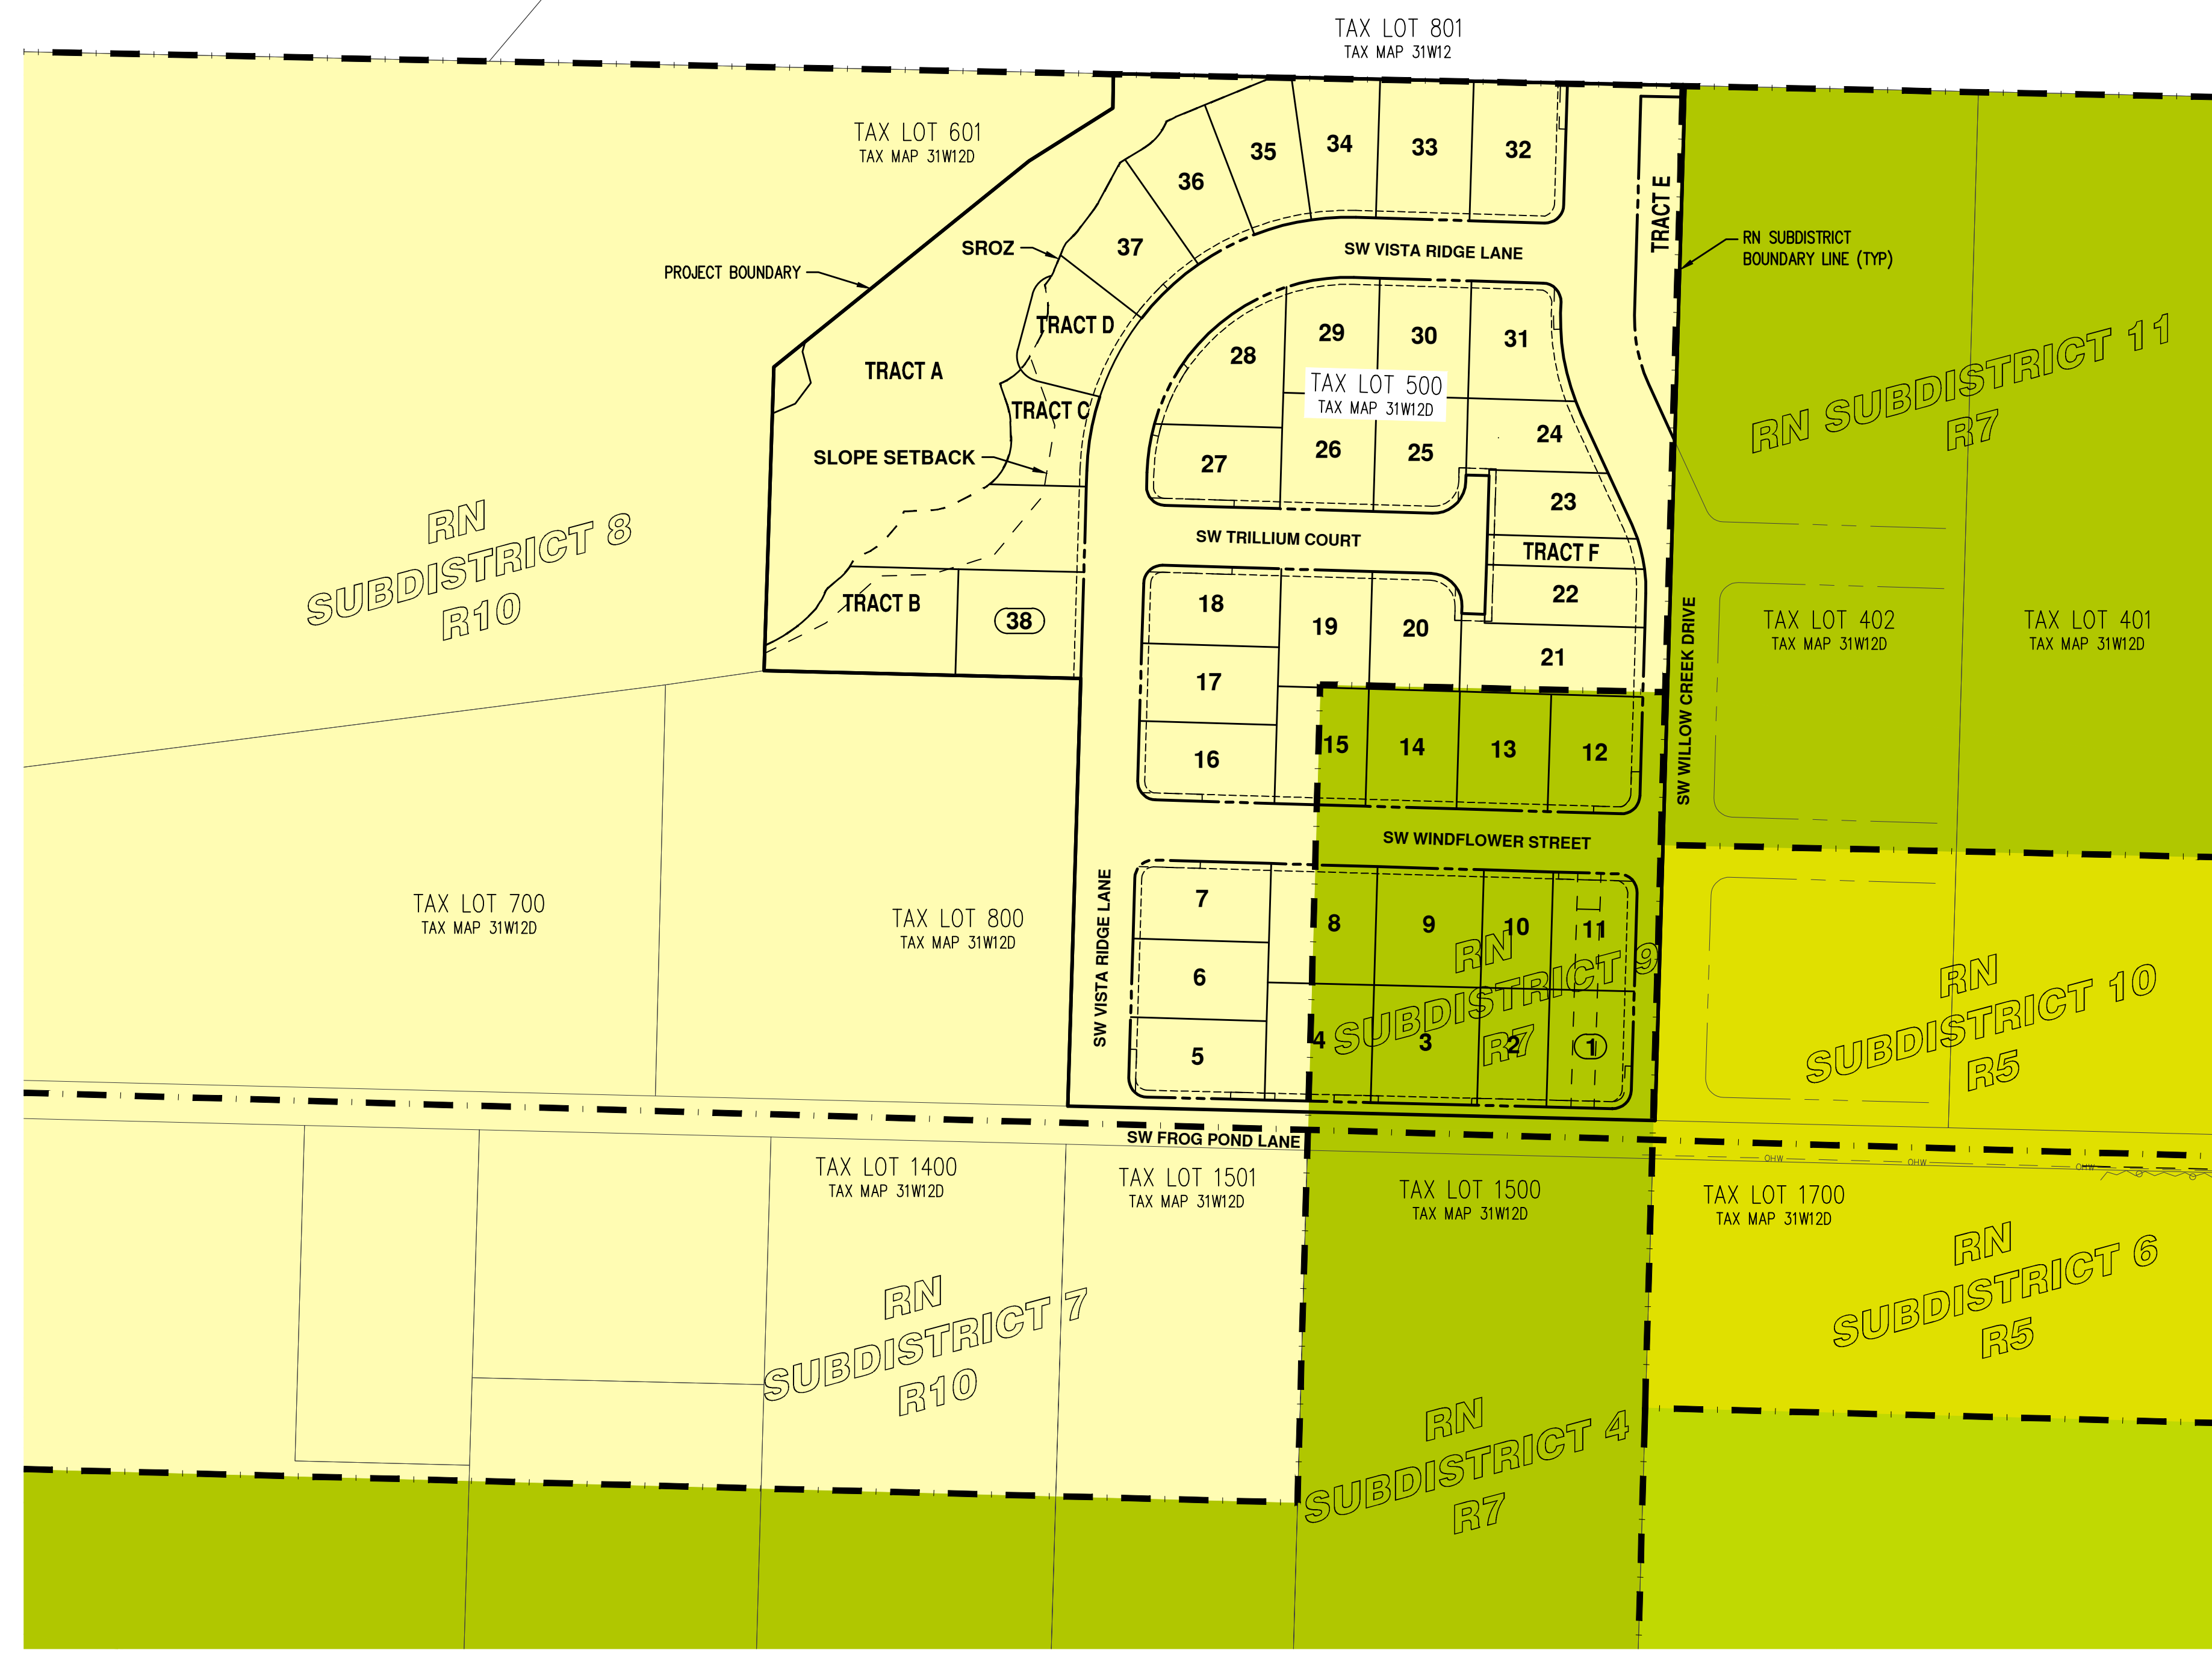 TAX LOT 801
TAX MAP 31W12
TAX LOT 601
TAX MAP 31W12D
35
34
33
32
36
TRACT E
37
SROZ
SW VISTA RIDGE LANE
RN SUBDISTRICT
BOUNDARY LINE (TYP)
PROJECT BOUNDARY
TRACT D
28
29
30
31
TRACT A
TAX LOT 500
TAX MAP 31W12D
RN SUBDISTRICT 11
R7
TRACT C
SLOPE SETBACK
27
26
25
24
23
RN
SUBDISTRICT 8
R10
SW TRILLIUM COURT
TRACT F
22
TRACT B
38
18
19
20
21
TAX LOT 402
TAX MAP 31W12D
TAX LOT 401
TAX MAP 31W12D
SW WILLOW CREEK DRIVE
17
16
15
14
13
12
SW WINDFLOWER STREET
TAX LOT 700
TAX MAP 31W12D
TAX LOT 800
TAX MAP 31W12D
SW VISTA RIDGE LANE
7
8
9
10
11
6
5
4
3
2
1
RN
SUBDISTRICT 9
R7
RN
SUBDISTRICT 10
R5
SW FROG POND LANE
OHW
OHW
OHW
TAX LOT 1400
TAX MAP 31W12D
TAX LOT 1501
TAX MAP 31W12D
TAX LOT 1500
TAX MAP 31W12D
TAX LOT 1700
TAX MAP 31W12D
RN
SUBDISTRICT 7
R10
RN
SUBDISTRICT 6
R5
RN
SUBDISTRICT 4
R7